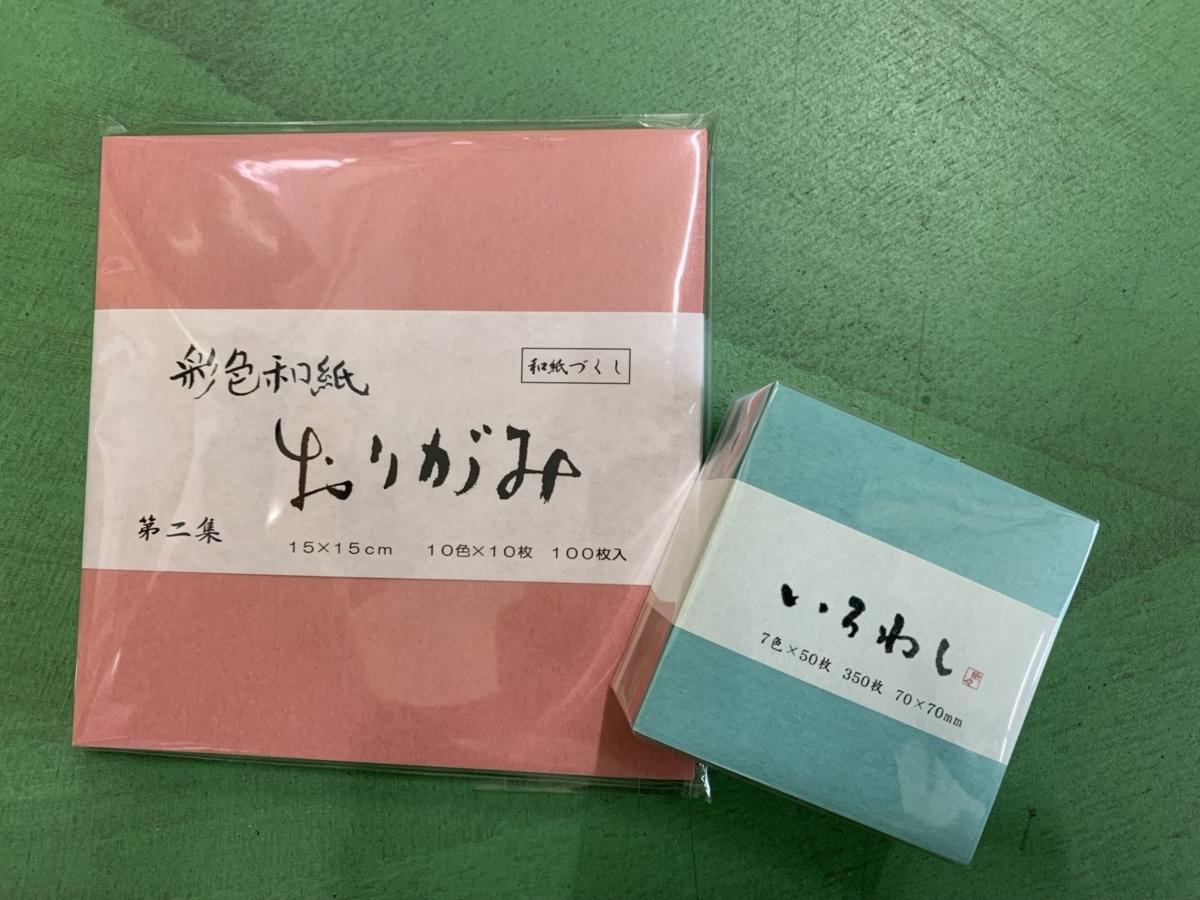 彩色和紙
和紙づくし
おりがみ
第二集
15×15cm 10色×10枚 100枚入
いろわし
7色×50枚 350枚 70×70mm